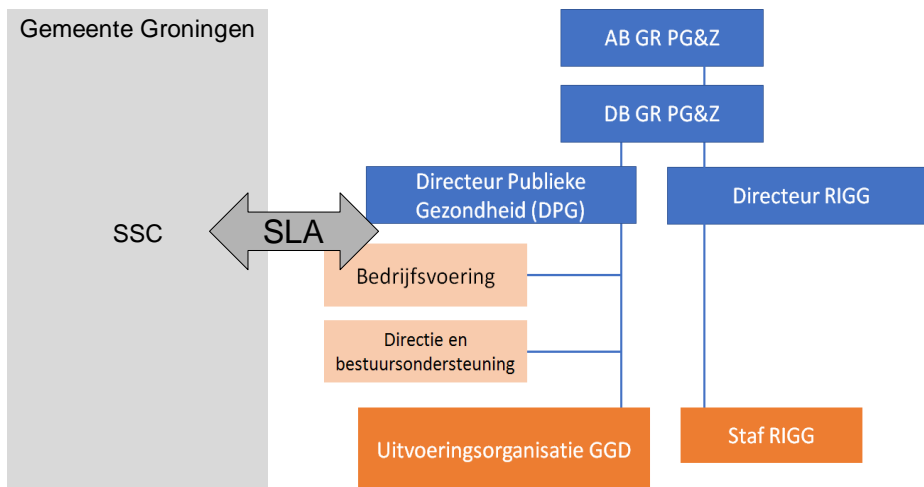 Gemeente Groningen
AB GR PG&Z
DB GR PG&Z
Directeur Publieke
Gezondheid (DPG)
Directeur RIGG
SSC
SLA
Bedrijfsvoering
Directie en
bestuursondersteuning
Uitvoeringsorganisatie GGD
Staf RIGG